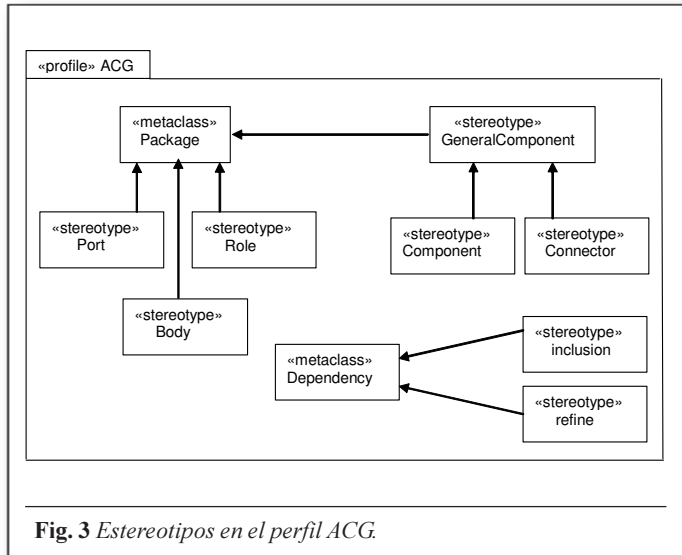 «profile» ACG
«metaclass»
Package
«stereotype»
GeneralComponent
«stereotype»
Port
«stereotype»
Role
«stereotype»
Component
«stereotype»
Connector
«stereotype»
Body
«metaclass»
Dependency
«stereotype»
inclusion
«stereotype»
refine
Fig. 3 Estereotipos en el perfil ACG.